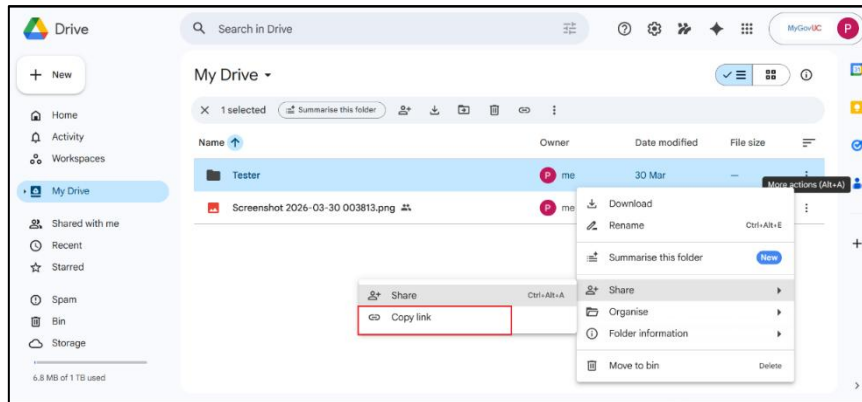 Drive
Search in Drive
MyGovUC
P
New
My Drive
1 selected
Summarise this folder
Home
Activity
Workspaces
My Drive
Shared with me
Recent
Starred
Spam
Bin
Storage
6.8 MB of 1 TB used
Name Owner Date modified File size
Tester P me 30 Mar —
More actions (Alt+A)
Screenshot 2026-03-30 003813.png P me
Download
Rename Ctrl+Alt+E
Summarise this folder New
Share
Organise
Folder information
Move to bin Delete
Share Ctrl+Alt+A
Copy link